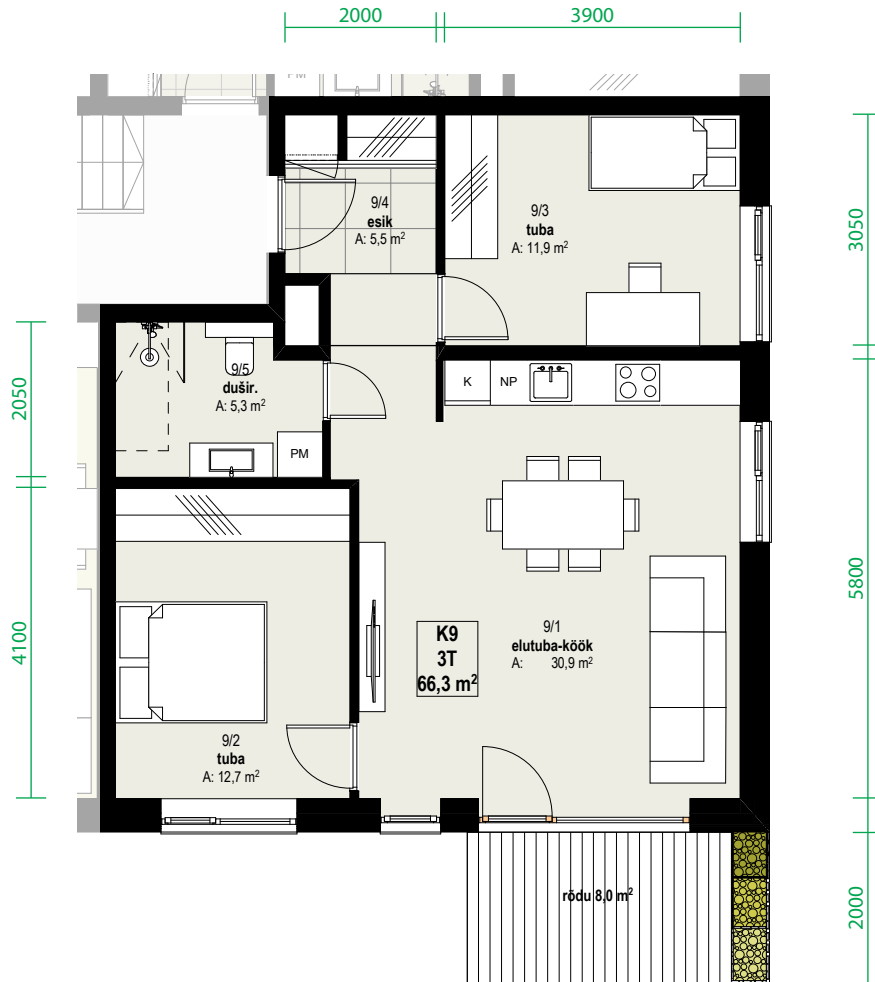 2000
3900
PM
9/4
esik
A: 5,5 m²
9/3
tuba
A: 11,9 m²
3050
2050
9/5
dušir.
A: 5,3 m²
K
NP
PM
4100
5800
K9
3T
66,3 m²
9/1
elutuba-köök
A: 30,9 m²
9/2
tuba
A: 12,7 m²
rõdu 8,0 m²
2000